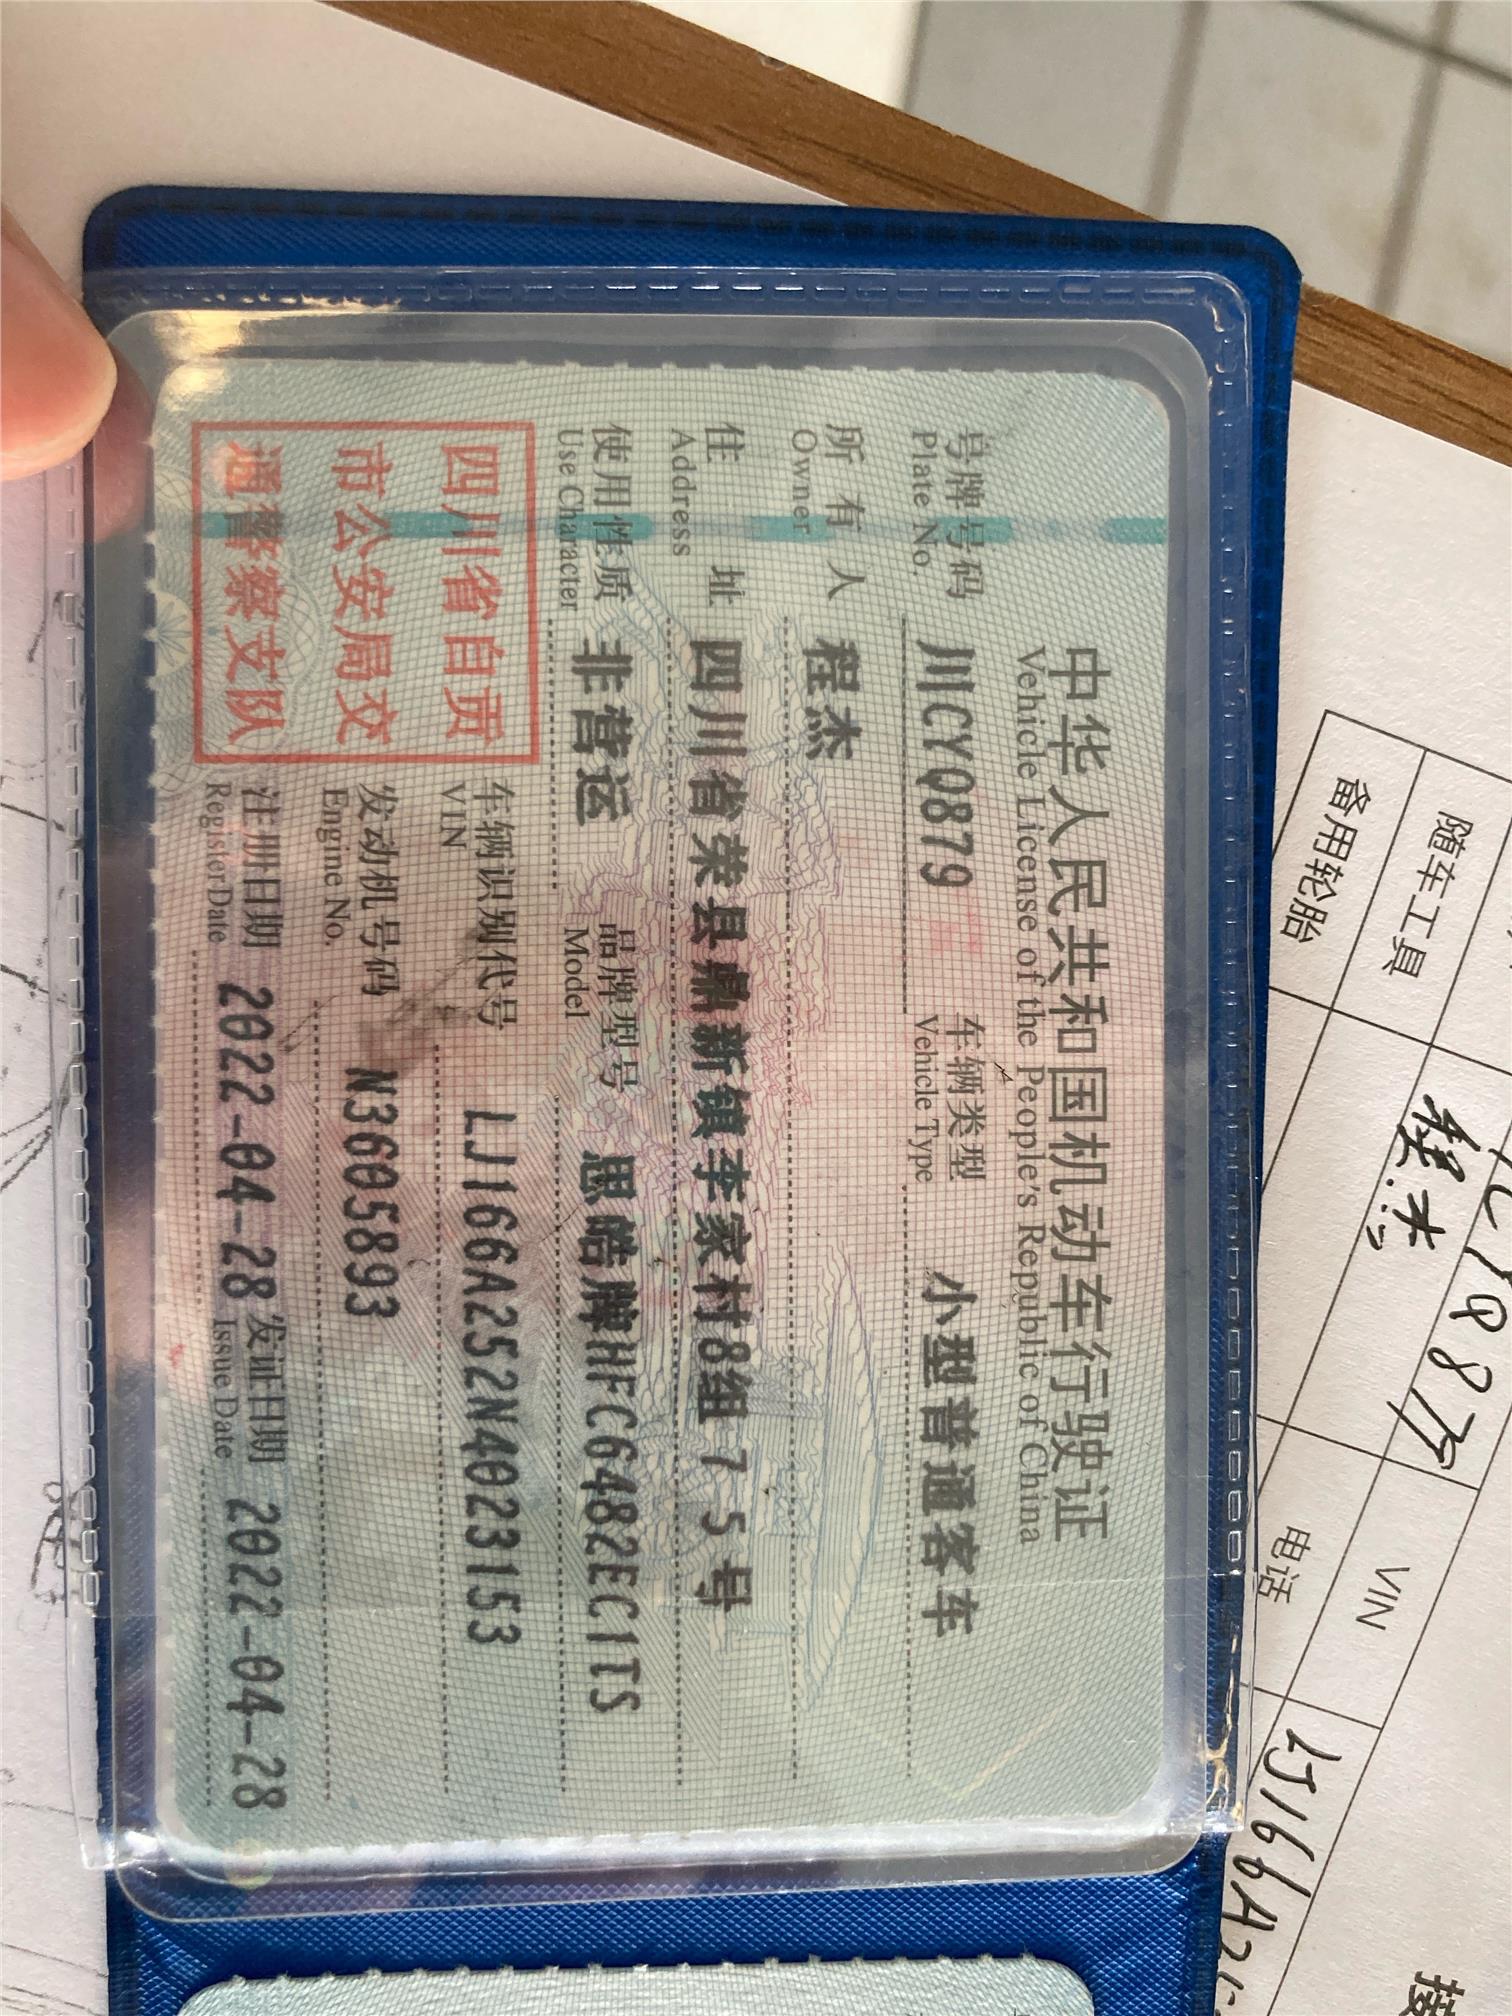 中华人民共和国机动车行驶证
Vehicle License of the People's Republic of China
号牌号码 川CYQ879 车辆类型 小型普通客车
Plate No. Vehicle Type
所有人 程杰
Owner
住址 四川省荣县鼎新镇李家村8组75号
Address
使用性质 非营运 品牌型号 思皓牌HFC6482EC1TS
Use Character Model
四川省自贡
市公安局交
通警察支队
车辆识别代号 LJ166A252N4023153
VIN
发动机号码 N3605893
Engine No.
注册日期 2022-04-28 发证日期 2022-04-28
Register Date Issue Date
随车工具
备用轮胎
程杰
VIN
电话
LJ166A25
接